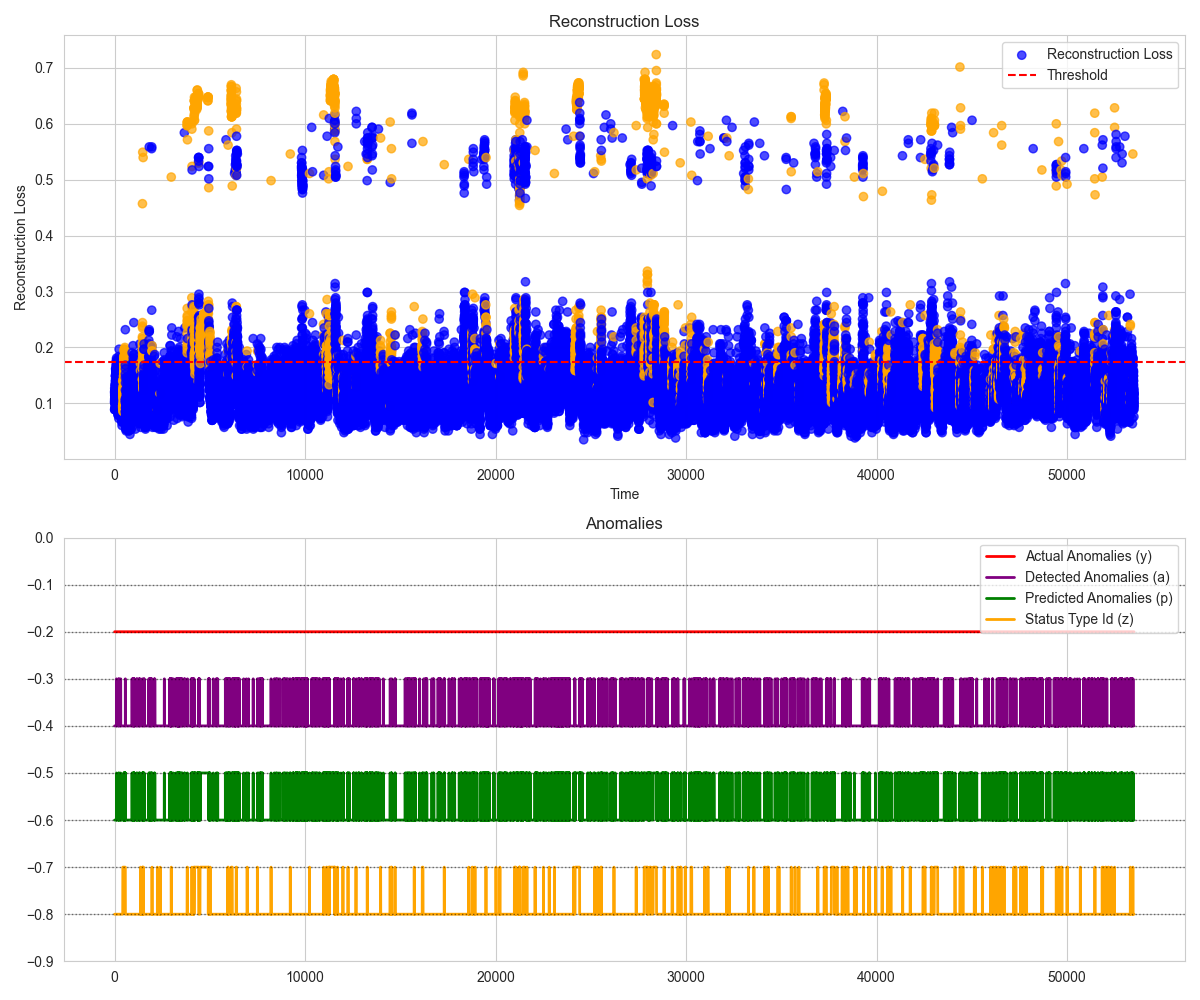 Reconstruction Loss
Reconstruction Loss
0.7
0.6
0.5
0.4
0.3
0.2
0.1
Reconstruction Loss
Threshold
0
10000
20000
30000
40000
50000
Time
Anomalies
0.0
−0.1
−0.2
−0.3
−0.4
−0.5
−0.6
−0.7
−0.8
−0.9
Actual Anomalies (y)
Detected Anomalies (a)
Predicted Anomalies (p)
Status Type Id (z)
0
10000
20000
30000
40000
50000